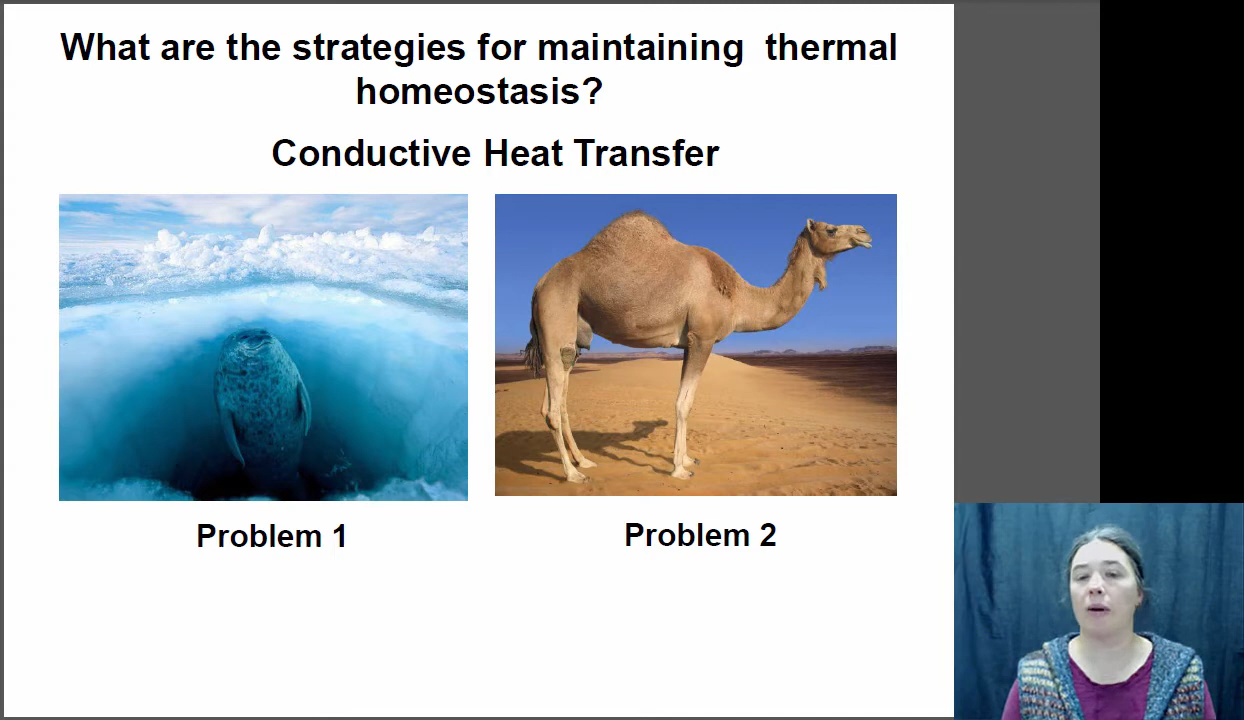 What are the strategies for maintaining  thermal
homeostasis?
Conductive Heat Transfer
Problem 1
Problem 2